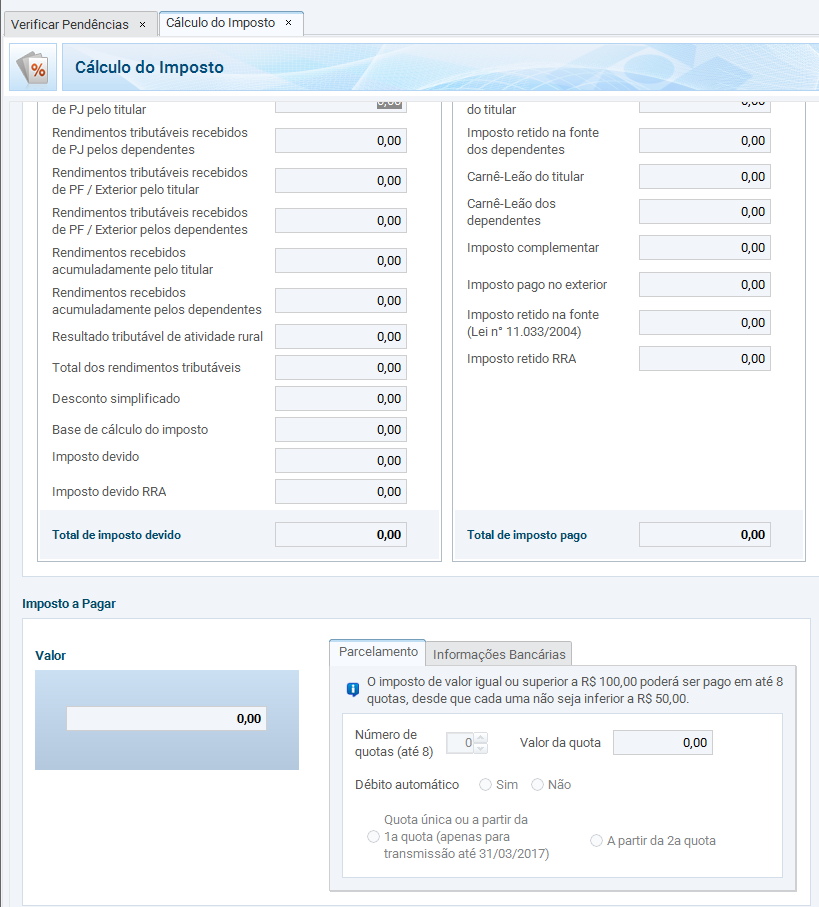 Verificar Pendências ×
Cálculo do Imposto ×
%
Cálculo do Imposto
de PJ pelo titular
0,00
Rendimentos tributáveis recebidos
de PJ pelos dependentes
0,00
Rendimentos tributáveis recebidos
de PF / Exterior pelo titular
0,00
Rendimentos tributáveis recebidos
de PF / Exterior pelos dependentes
0,00
Rendimentos recebidos
acumuladamente pelo titular
0,00
Rendimentos recebidos
acumuladamente pelos dependentes
0,00
Resultado tributável de atividade rural
0,00
Total dos rendimentos tributáveis
0,00
Desconto simplificado
0,00
Base de cálculo do imposto
0,00
Imposto devido
0,00
Imposto devido RRA
0,00
Total de imposto devido
0,00
do titular
0,00
Imposto retido na fonte
dos dependentes
0,00
Carnê-Leão do titular
0,00
Carnê-Leão dos
dependentes
0,00
Imposto complementar
0,00
Imposto pago no exterior
0,00
Imposto retido na fonte
(Lei n° 11.033/2004)
0,00
Imposto retido RRA
0,00
Total de imposto pago
0,00
Imposto a Pagar
Valor
0,00
Parcelamento
Informações Bancárias
O imposto de valor igual ou superior a R$ 100,00 poderá ser pago em até 8
quotas, desde que cada uma não seja inferior a R$ 50,00.
Número de
quotas (até 8)
0
Valor da quota
0,00
Débito automático
Sim
Não
Quota única ou a partir da
1a quota (apenas para
transmissão até 31/03/2017)
A partir da 2a quota